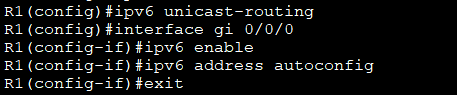 R1(config)#ipv6 unicast-routing
R1(config)#interface gi 0/0/0
R1(config-if)#ipv6 enable
R1(config-if)#ipv6 address autoconfig
R1(config-if)#exit